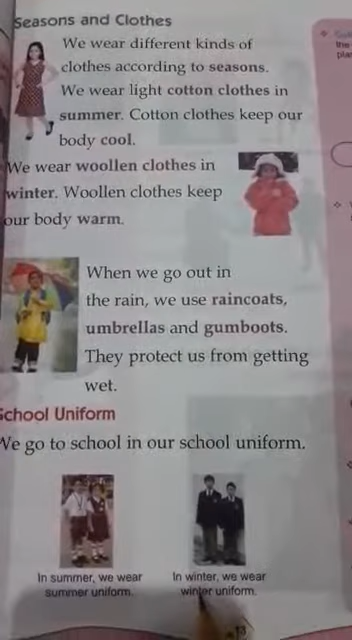 Seasons and Clothes
We wear different kinds of
clothes according to seasons.
We wear light cotton clothes in
summer. Cotton clothes keep our
body cool.
We wear woollen clothes in
winter. Woollen clothes keep
our body warm.
When we go out in
the rain, we use raincoats,
umbrellas and gumboots.
They protect us from getting
wet.
School Uniform
We go to school in our school uniform.
In summer, we wear
summer uniform.
In winter, we wear
winter uniform.